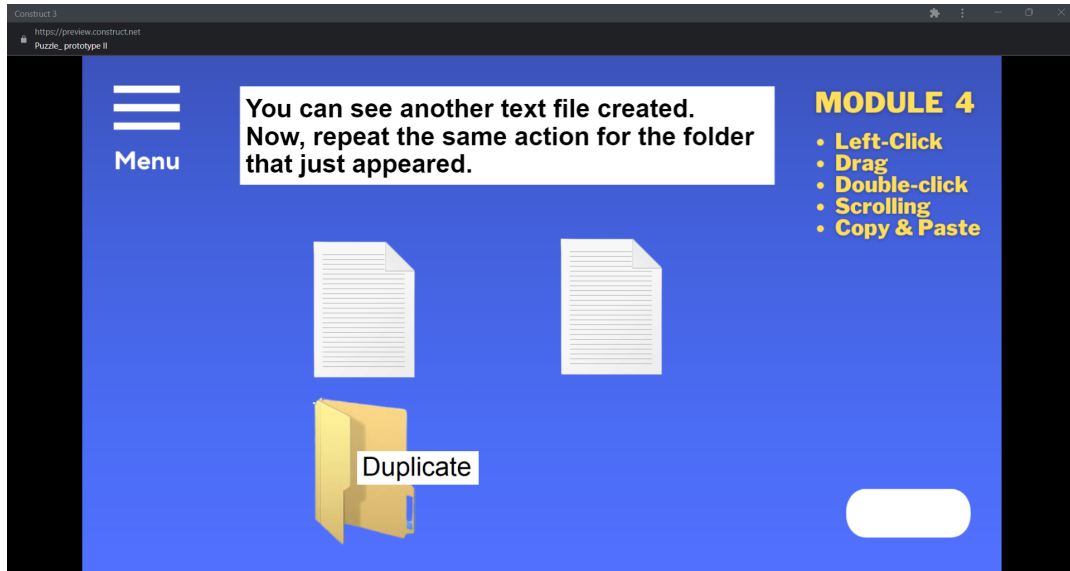 Construct 3
https://preview.construct.net
Puzzle_ prototype II
Menu
You can see another text file created.
Now, repeat the same action for the folder
that just appeared.
MODULE 4
• Left-Click
• Drag
• Double-click
• Scrolling
• Copy & Paste
Duplicate